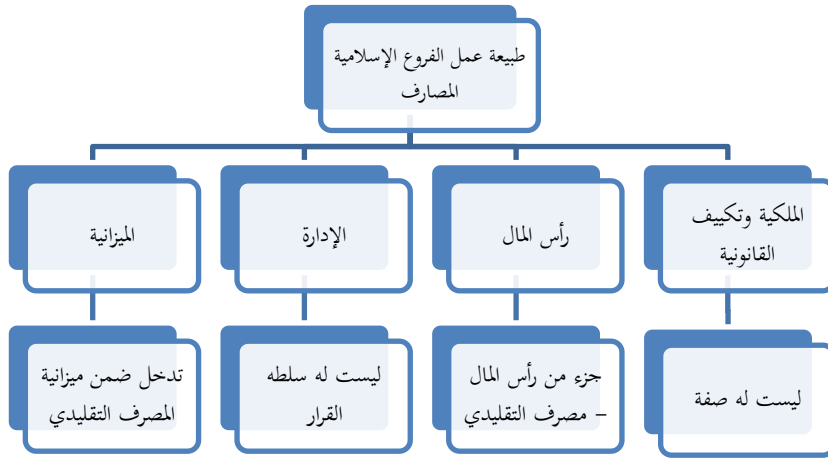 طبيعة عمل الفروع الإسلامية
المصارف
الملكية وتكييف
القانونية
رأس المال
الإدارة
الميزانية
ليست له صفة
جزء من رأس المال
– مصرف التقليدي
ليست له سلطه
القرار
تدخل ضمن ميزانية
المصرف التقليدي